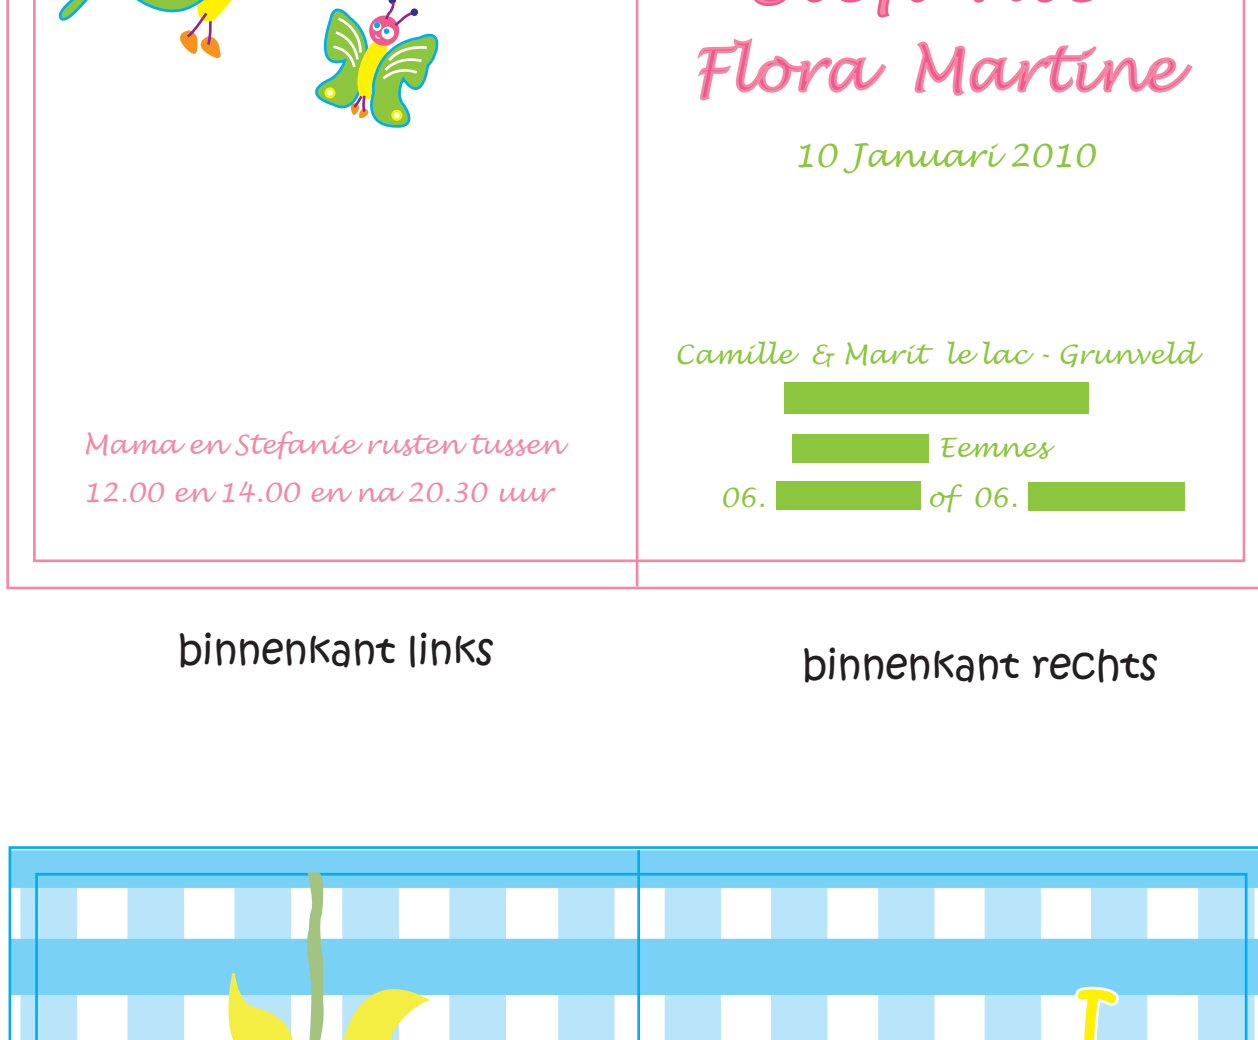 Flora Martine
10 Januari 2010
Camille & Marit le lac - Grunveld
Eemnes
06. of 06.
Mama en Stefanie rusten tussen
12.00 en 14.00 en na 20.30 uur
binnenkant links
binnenkant rechts